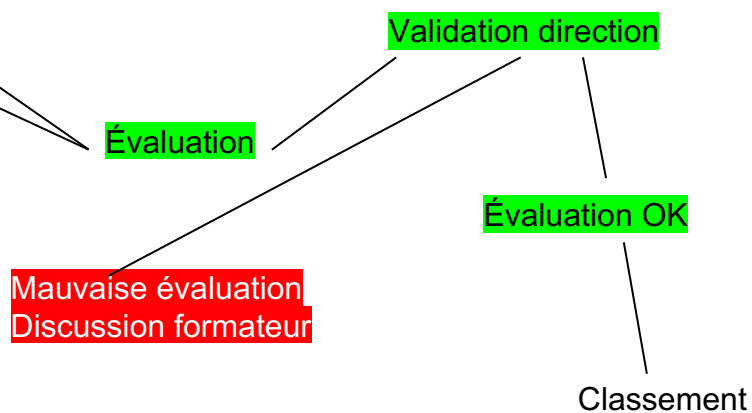 Validation direction
Évaluation
Évaluation OK
Mauvaise évaluation
Discussion formateur
Classement